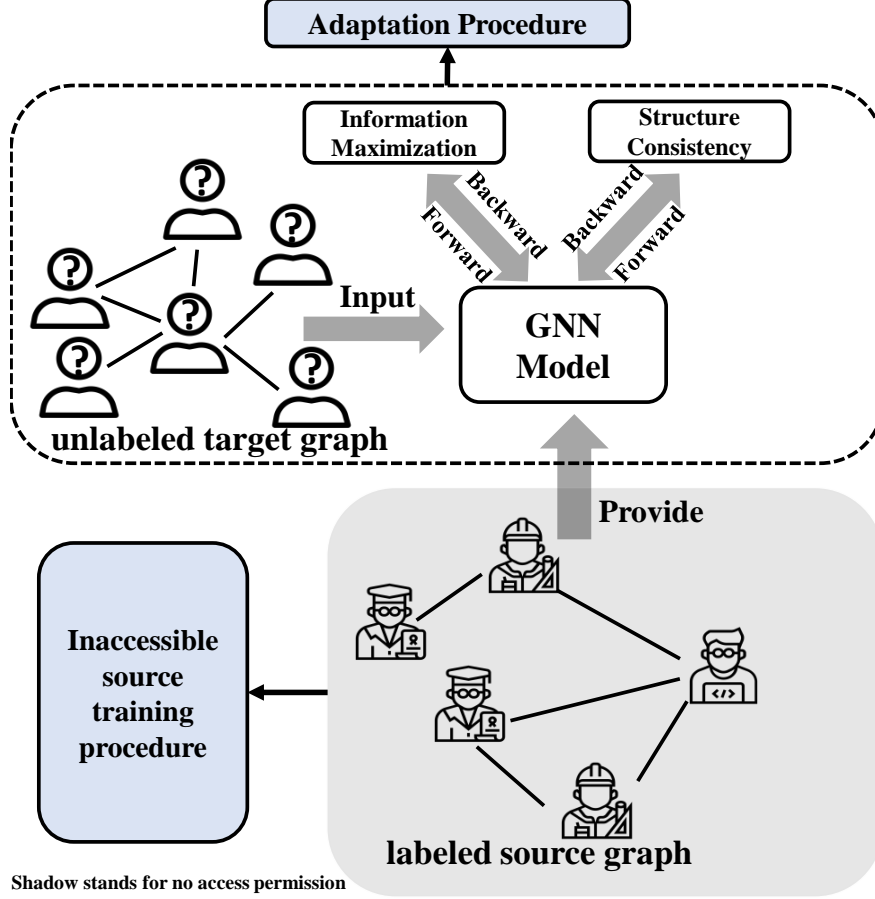 Adaptation Procedure
Information
Maximization
Structure
Consistency
Backward
Forward
Backward
Forward
? ? ? ? ? ?
Input
GNN
Model
unlabeled target graph
Provide
Inaccessible
source
training
procedure
</>
labeled source graph
Shadow stands for no access permission